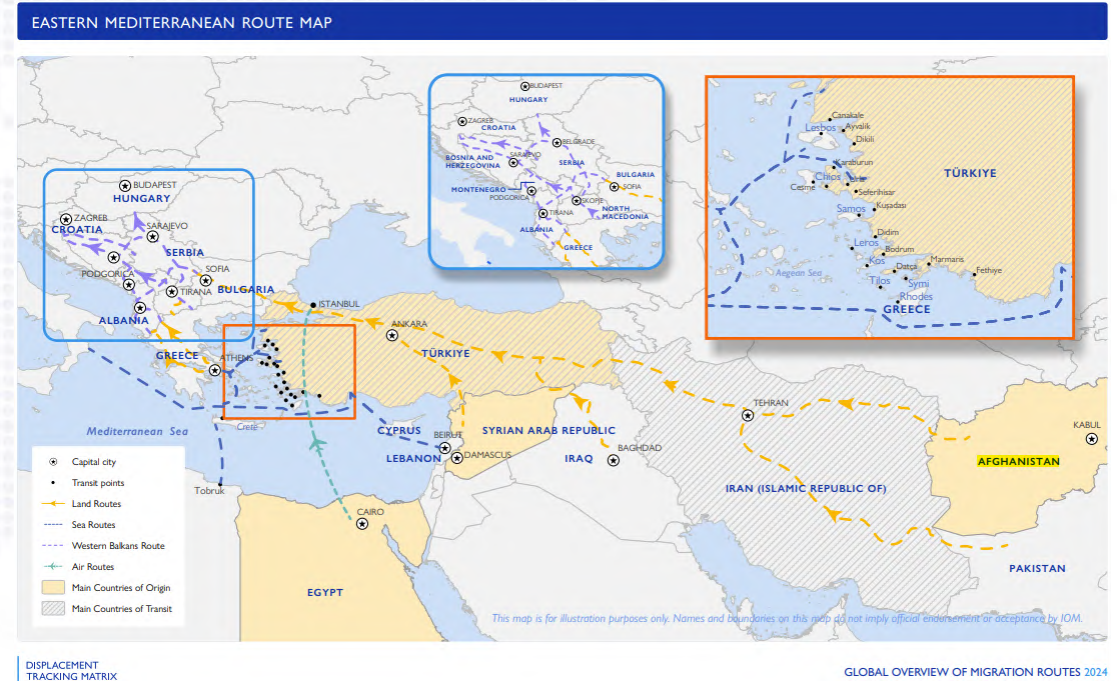 EASTERN MEDITERRANEAN ROUTE MAP
BUDAPEST
HUNGARY
ZAGREB
CROATIA
BELGRADE
SARAJEVO
BOSNIA AND
HERZEGOVINA
SERBIA
BULGARIA
SOFIA
MONTENEGRO
PODGORICA
SKOPJE
NORTH
MACEDONIA
TIRANA
ALBANIA
GREECE
Canakale
Lesbos
Ayvalik
Dikili
Karaburun
Chios
Cesme
Seferihisar
Samos
Kuşadası
Didim
Leros
Bodrum
Kos
Datça
Marmaris
Fethiye
Tilos
Symi
Rhodes
GREECE
Aegean Sea
TÜRKIYE
BUDAPEST
HUNGARY
ZAGREB
CROATIA
SARAJEVO
SERBIA
PODGORICA
SOFIA
TIRANA
BULGARIA
ALBANIA
ISTANBUL
ANKARA
GREECE
ATHENS
TÜRKIYE
TEHRAN
KABUL
Mediterranean Sea
Crete
CYPRUS
BEIRUT
SYRIAN ARAB REPUBLIC
LEBANON
DAMASCUS
IRAQ
BAGHDAD
AFGHANISTAN
IRAN (ISLAMIC REPUBLIC OF)
Tobruk
CAIRO
PAKISTAN
EGYPT
Capital city
Transit points
Land Routes
Sea Routes
Western Balkans Route
Air Routes
Main Countries of Origin
Main Countries of Transit
This map is for illustration purposes only. Names and boundaries on this map do not imply official endorsement or acceptance by IOM.
DISPLACEMENT
TRACKING MATRIX
GLOBAL OVERVIEW OF MIGRATION ROUTES 2024